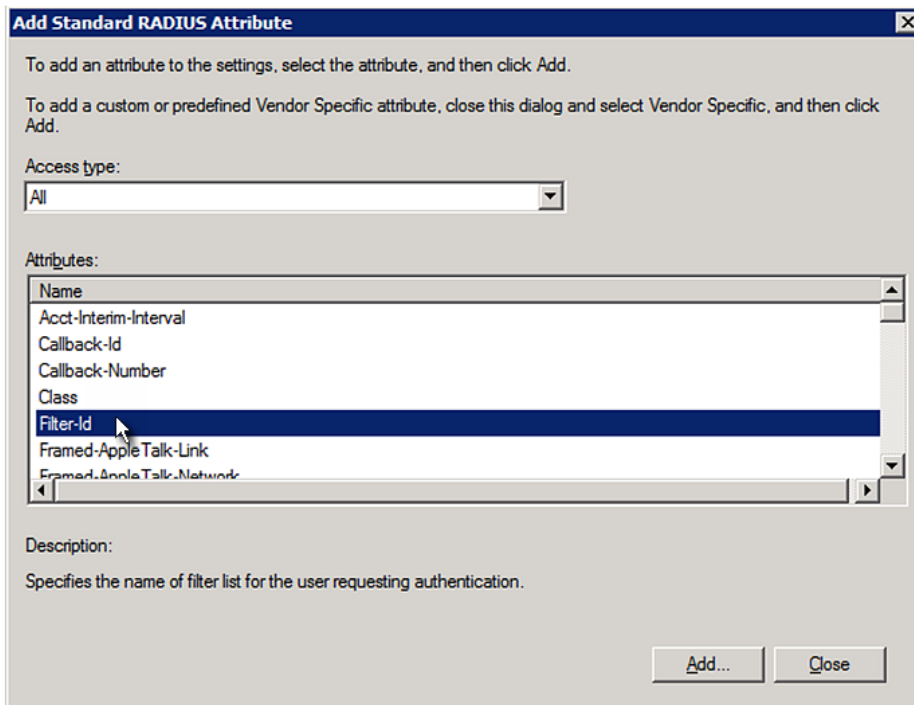 Add Standard RADIUS Attribute
To add an attribute to the settings, select the attribute, and then click Add.
To add a custom or predefined Vendor Specific attribute, close this dialog and select Vendor Specific, and then click
Add.
Access type:
All
Attributes:
Name
Acct-Interim-Interval
Callback-Id
Callback-Number
Class
Filter-Id
Framed-AppleTalk-Link
Framed-AppleTalk-Network
Description:
Specifies the name of filter list for the user requesting authentication.
Add... Close